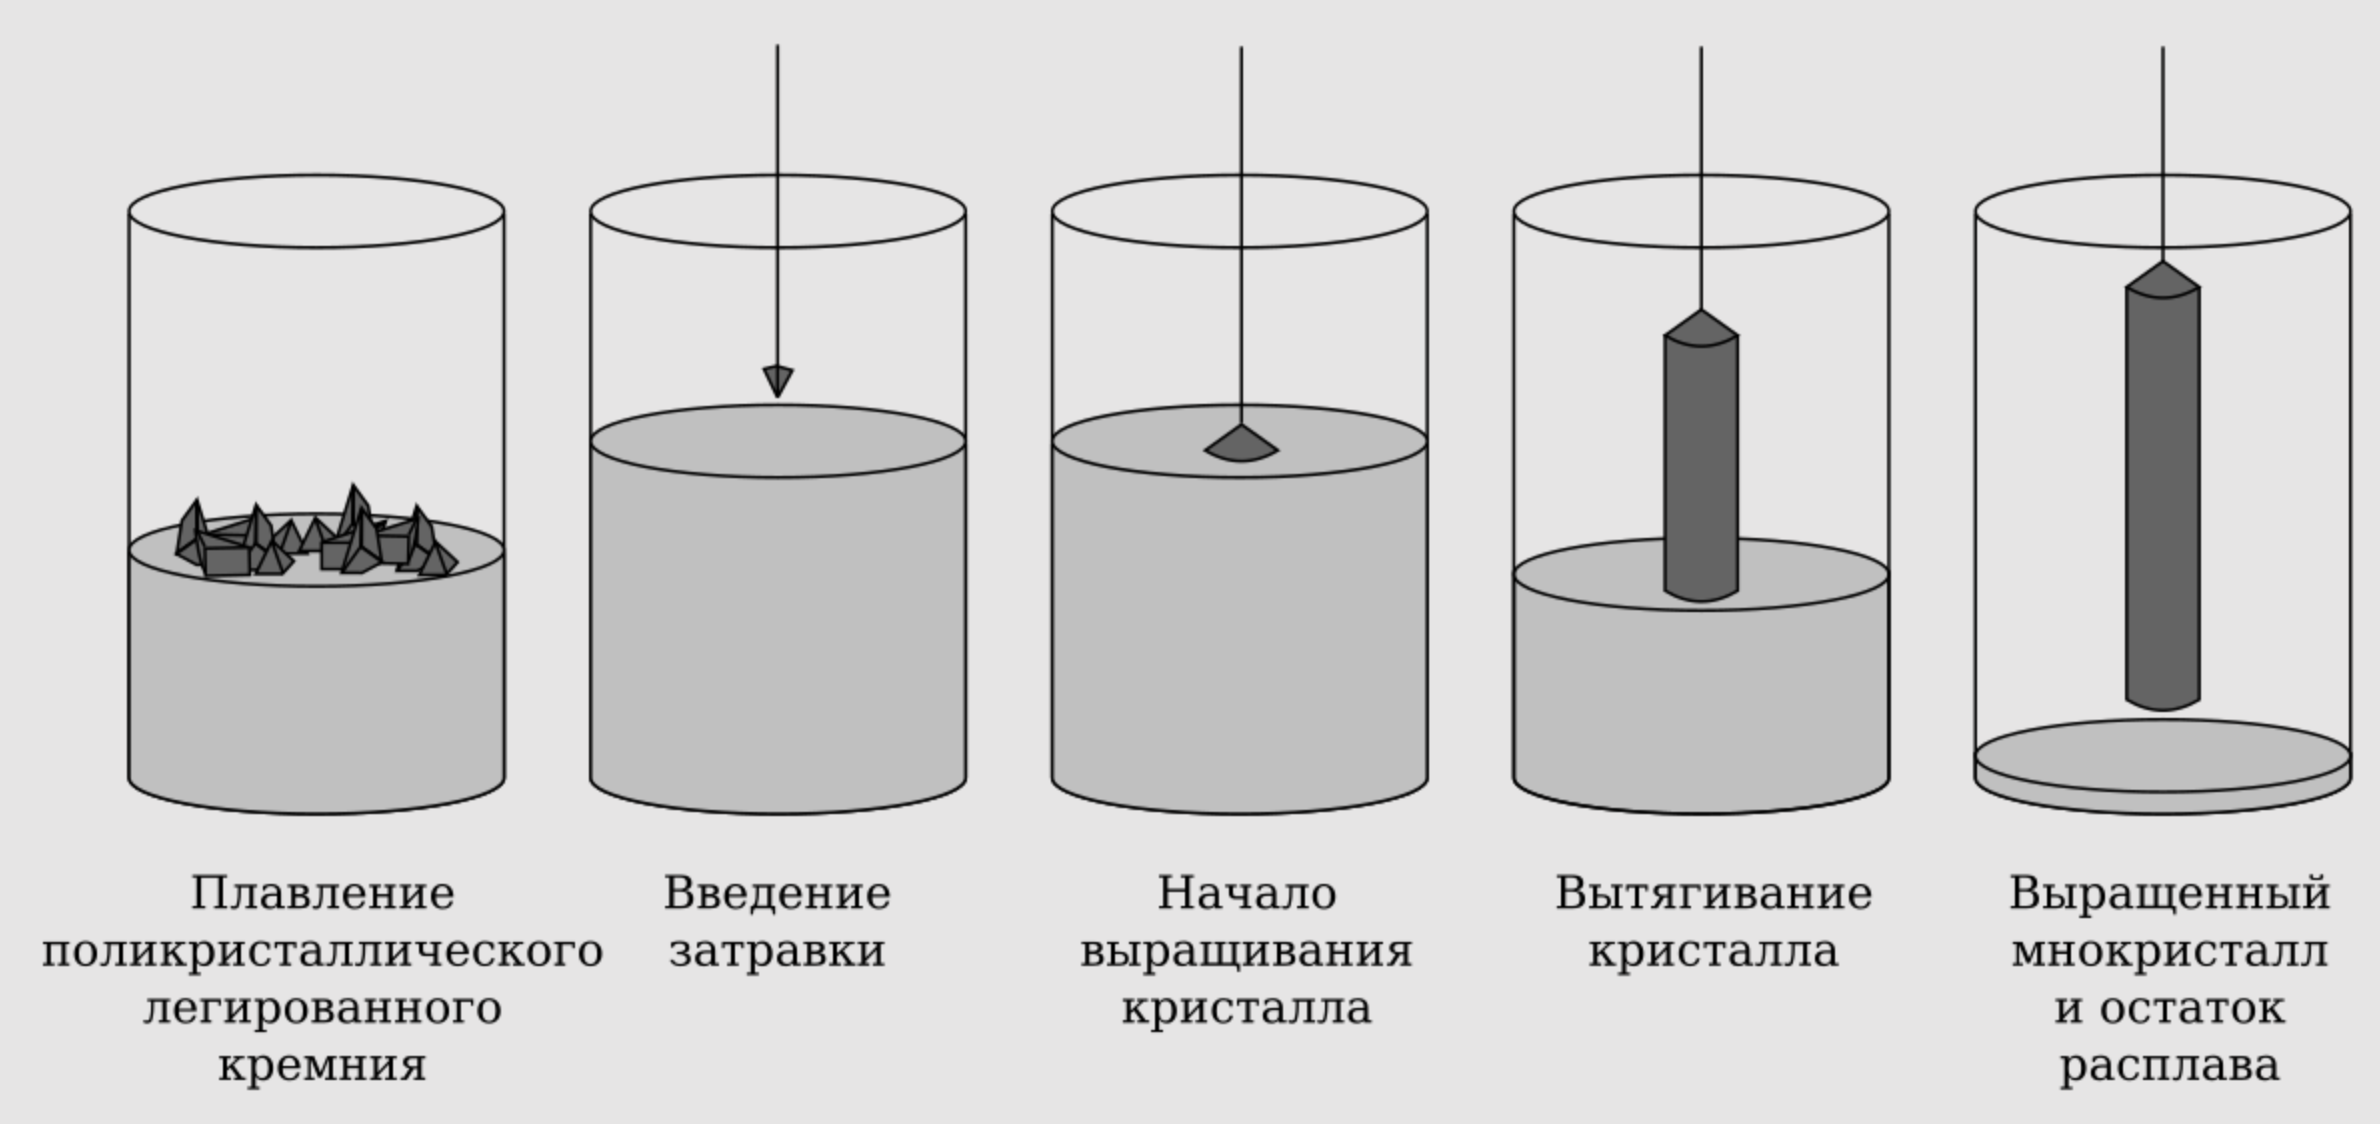 Плавление
поликристаллического
легированного
кремния
Введение
затравки
Начало
выращивания
кристалла
Вытягивание
кристалла
Выращенный
мнокристалл
и остаток
расплава